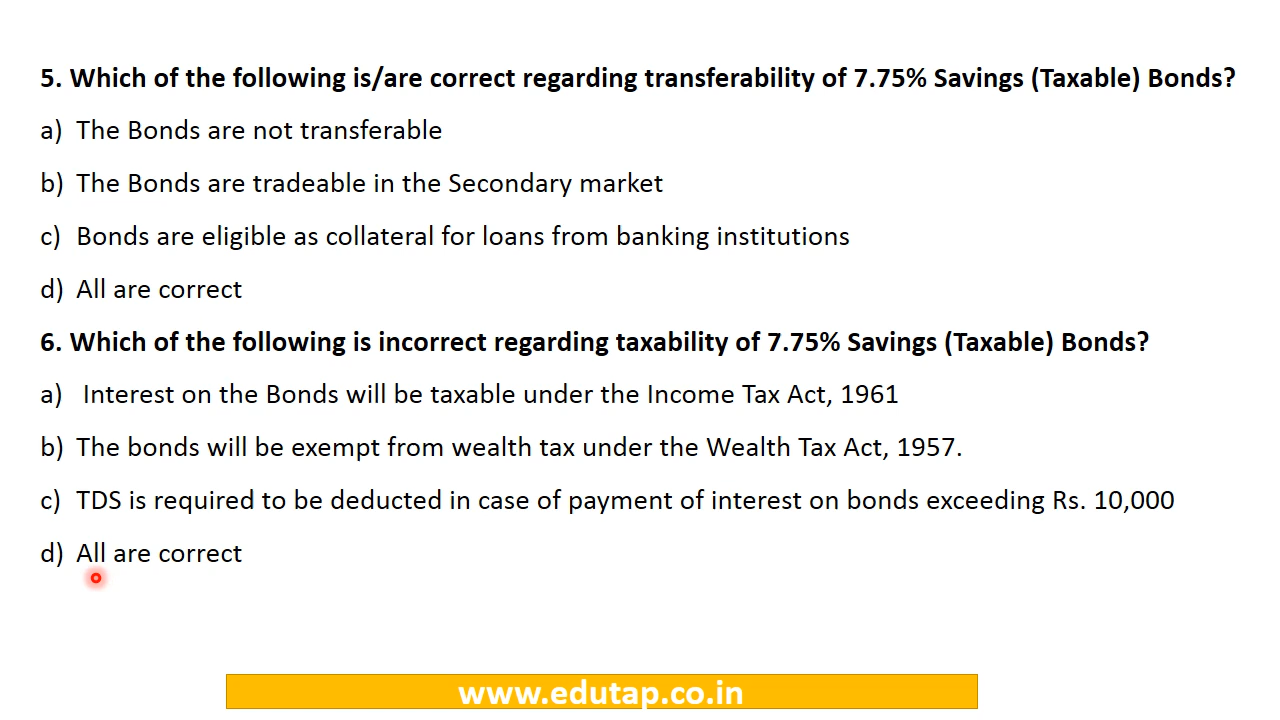 5. Which of the following is/are correct regarding transferability of 7.75% Savings (Taxable) Bonds?
a) The Bonds are not transferable
b) The Bonds are tradeable in the Secondary market
c) Bonds are eligible as collateral for loans from banking institutions
d) All are correct
6. Which of the following is incorrect regarding taxability of 7.75% Savings (Taxable) Bonds?
a) Interest on the Bonds will be taxable under the Income Tax Act, 1961
b) The bonds will be exempt from wealth tax under the Wealth Tax Act, 1957.
c) TDS is required to be deducted in case of payment of interest on bonds exceeding Rs. 10,000
d) All are correct
www.edutap.co.in